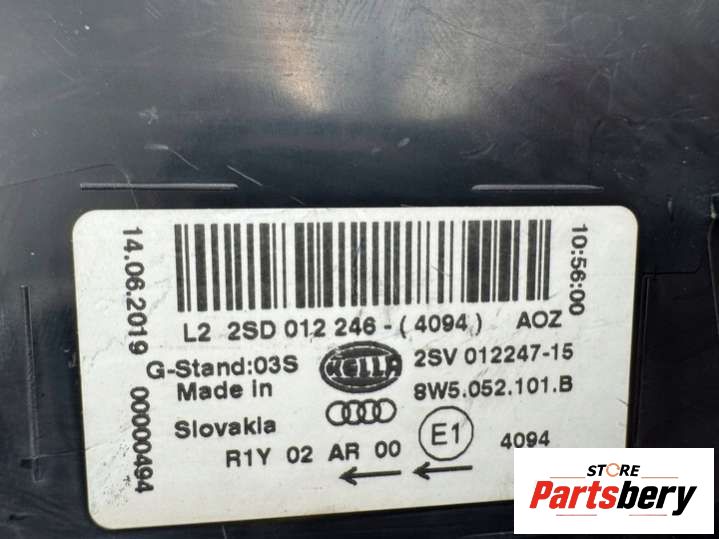 14.06.2019 00000494
10:56:00
L2 2SD 012 246-(4094) AOZ
G-Stand:03S HELLA 2SV 012247-15
Made in 8W5.052.101.B
Slovakia
R1Y 02 AR 00 E1 4094
STORE
Partsbery